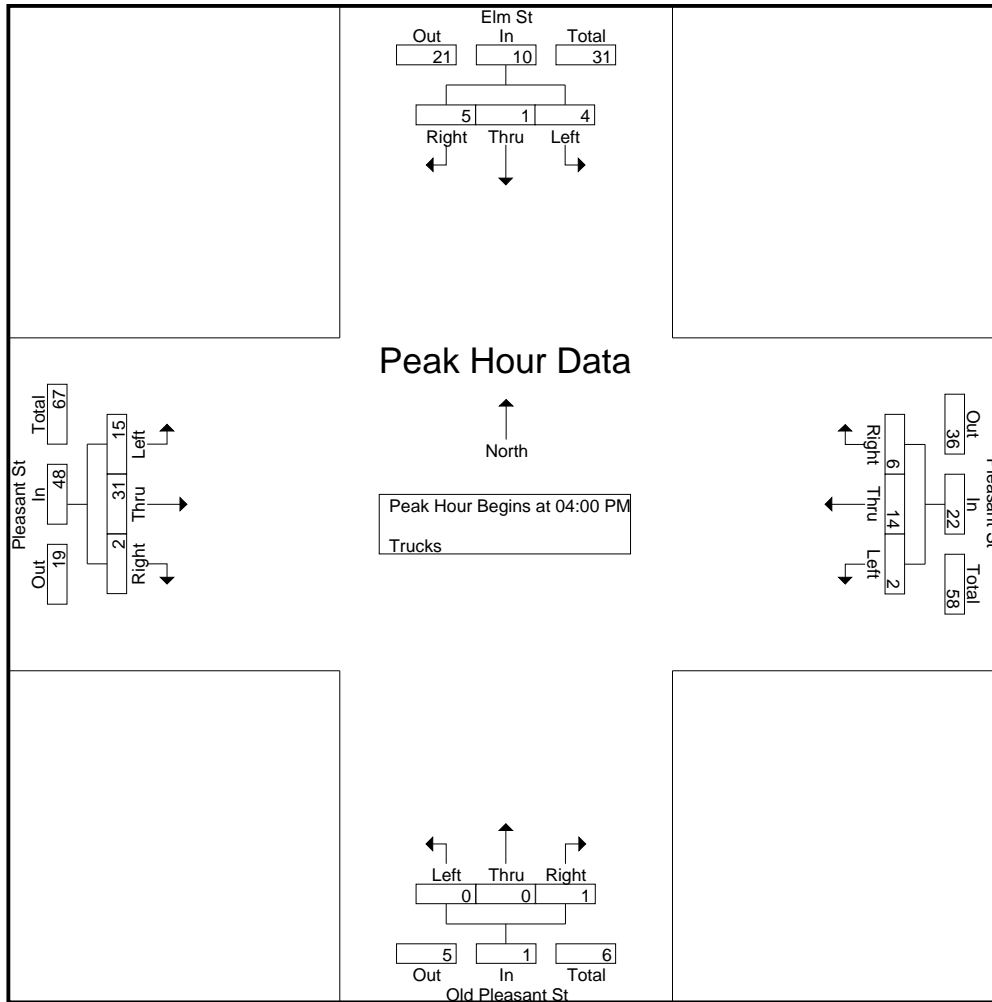 Elm St
Out In Total
21 10 31
5 1 4
Right Thru Left
Peak Hour Data
North
Peak Hour Begins at 04:00 PM
Trucks
Pleasant St
Total In Out
67 48 19
15 31 2
Left Thru Right
Pleasant St
Out In Total
36 22 58
6 14 2
Right Thru Left
Left Thru Right
0 0 1
5 1 6
Out In Total
Old Pleasant St